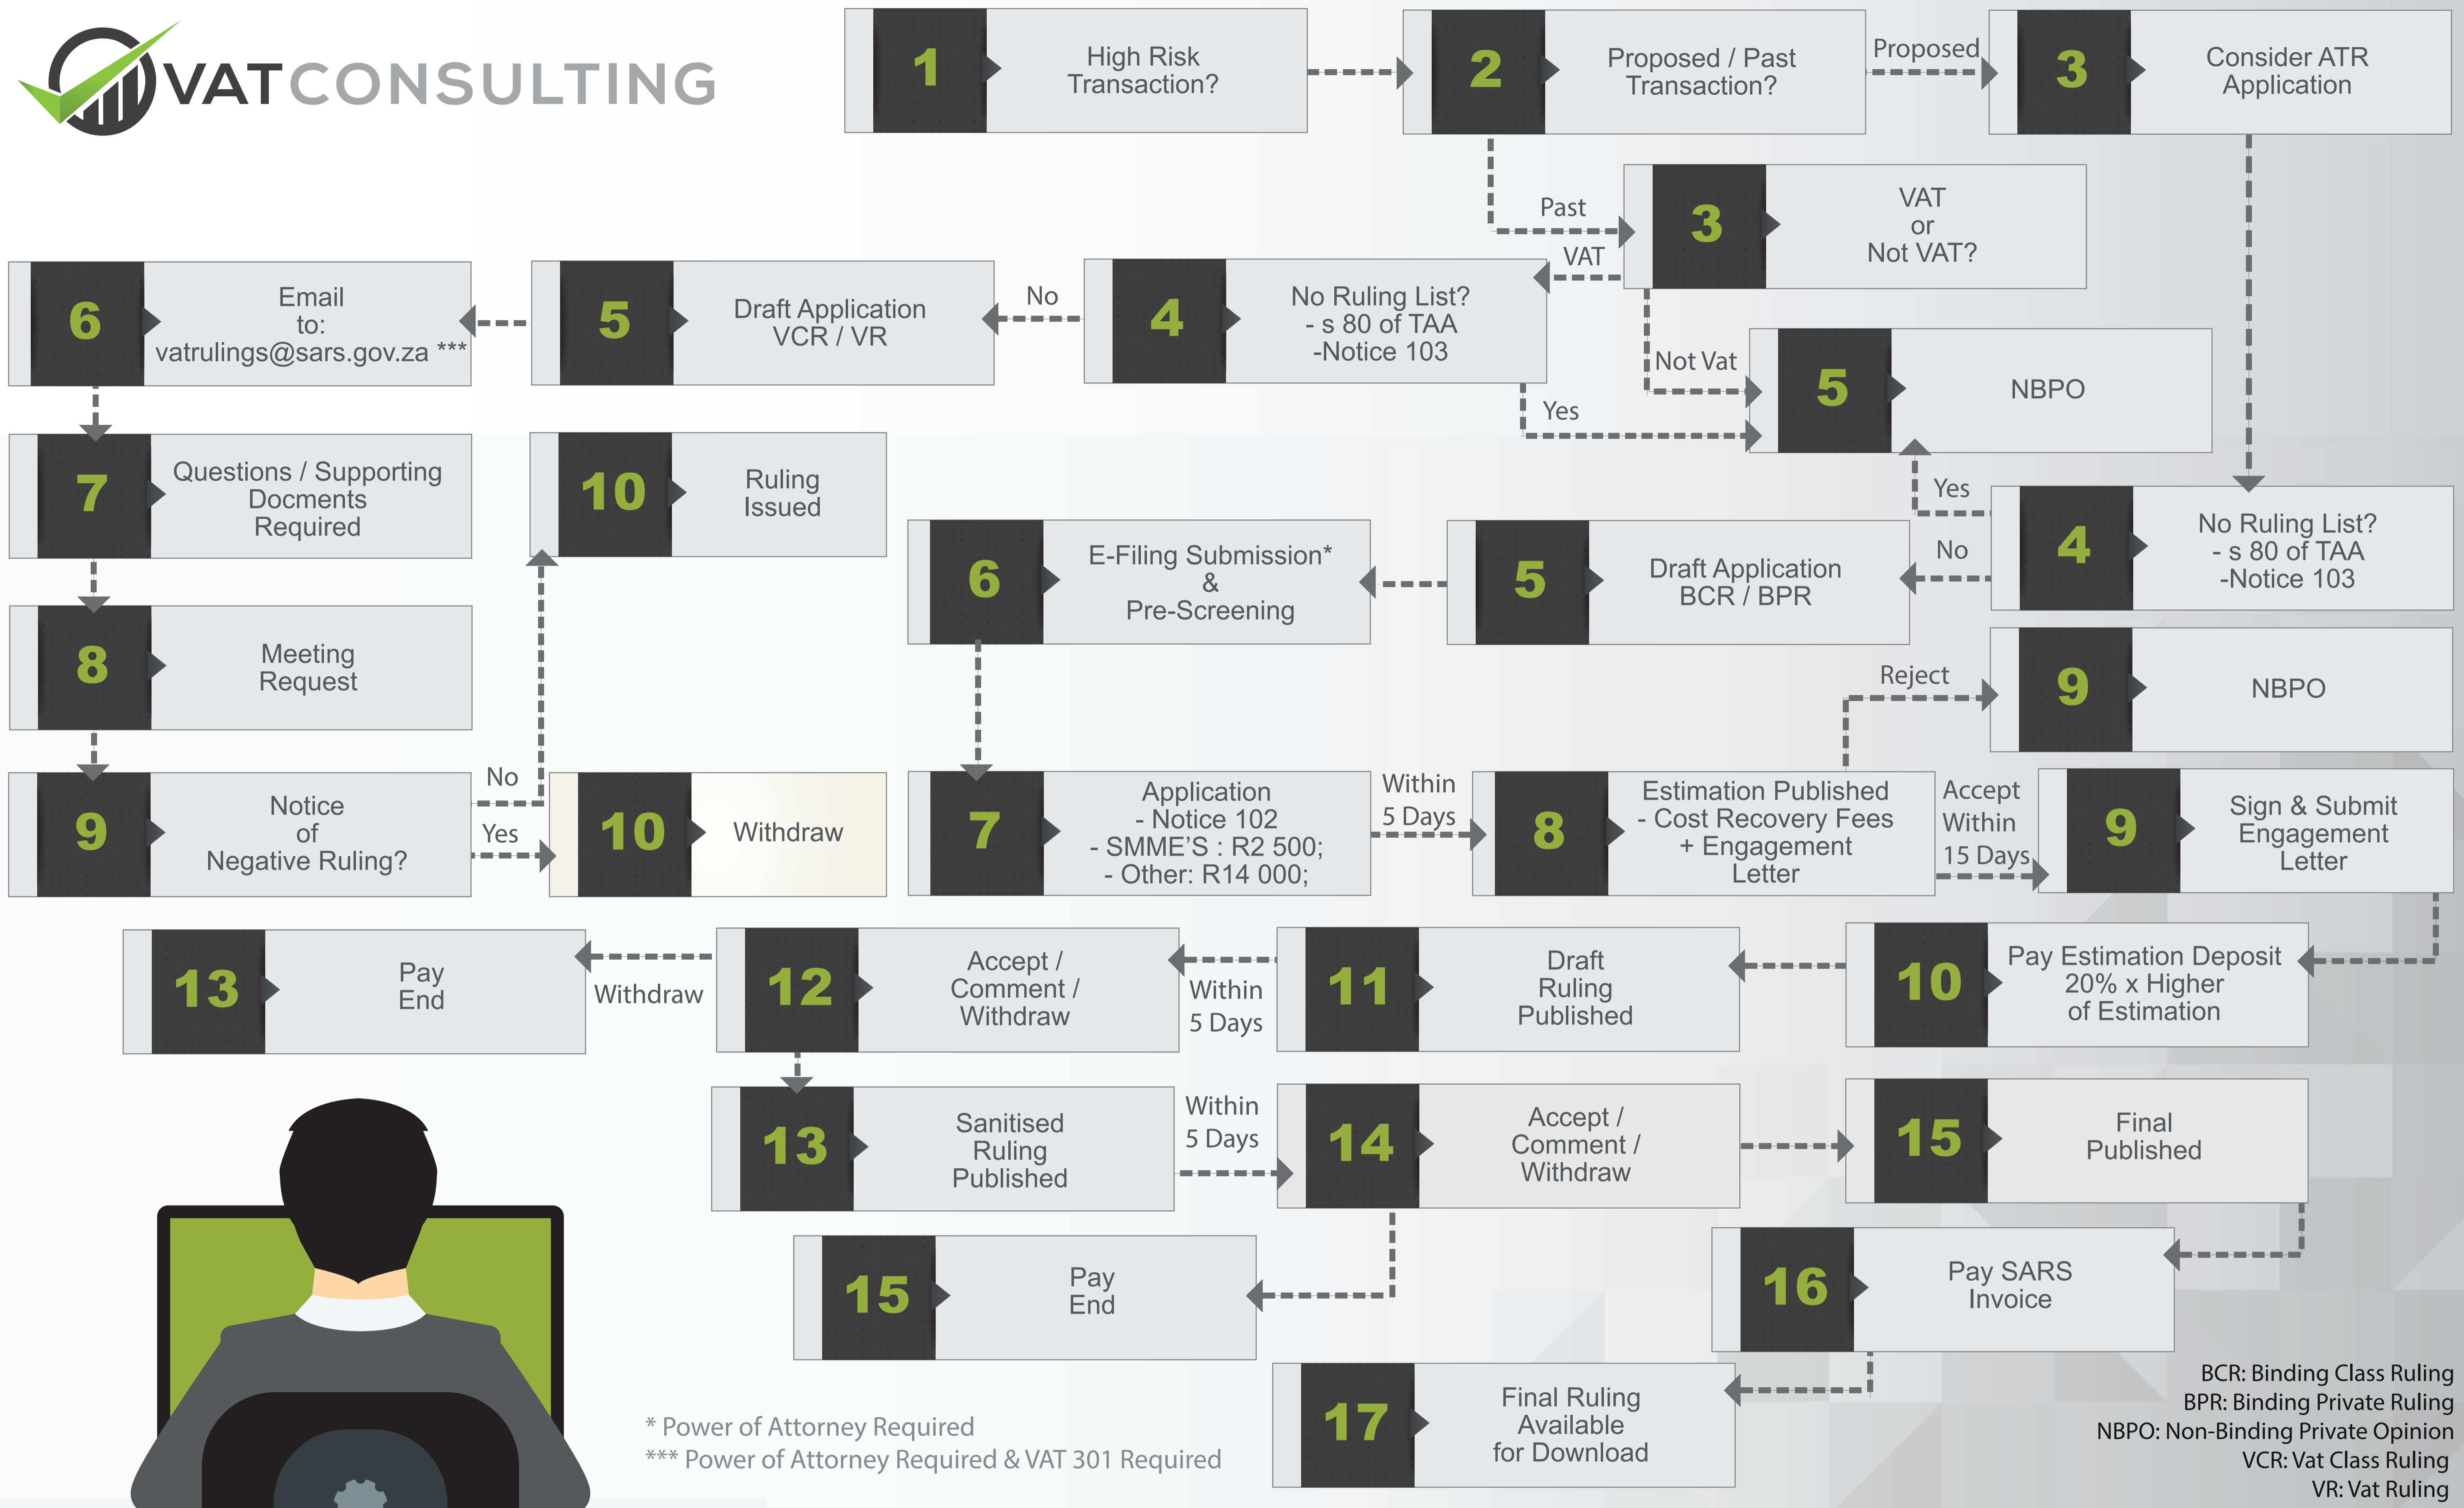 VATCONSULTING
1
High Risk
Transaction?
2
Proposed / Past
Transaction?
Proposed
3
Consider ATR
Application
Past
3
VAT
or
Not VAT?
VAT
Not Vat
4
No Ruling List?
- s 80 of TAA
-Notice 103
No
Yes
5
Draft Application
VCR / VR
6
Email
to:
vatrulings@sars.gov.za ***
5
NBPO
7
Questions / Supporting
Docments
Required
10
Ruling
Issued
Yes
No
4
No Ruling List?
- s 80 of TAA
-Notice 103
5
Draft Application
BCR / BPR
6
E-Filing Submission*
&
Pre-Screening
8
Meeting
Request
Reject
9
NBPO
9
Notice
of
Negative Ruling?
No
Yes
10
Withdraw
7
Application
- Notice 102
- SMME'S : R2 500;
- Other: R14 000;
Within
5 Days
8
Estimation Published
- Cost Recovery Fees
+ Engagement
Letter
Accept
Within
15 Days
9
Sign & Submit
Engagement
Letter
10
Pay Estimation Deposit
20% x Higher
of Estimation
11
Draft
Ruling
Published
Within
5 Days
12
Accept /
Comment /
Withdraw
Withdraw
13
Pay
End
13
Sanitised
Ruling
Published
Within
5 Days
14
Accept /
Comment /
Withdraw
15
Final
Published
15
Pay
End
16
Pay SARS
Invoice
17
Final Ruling
Available
for Download
* Power of Attorney Required
*** Power of Attorney Required & VAT 301 Required
BCR: Binding Class Ruling
BPR: Binding Private Ruling
NBPO: Non-Binding Private Opinion
VCR: Vat Class Ruling
VR: Vat Ruling